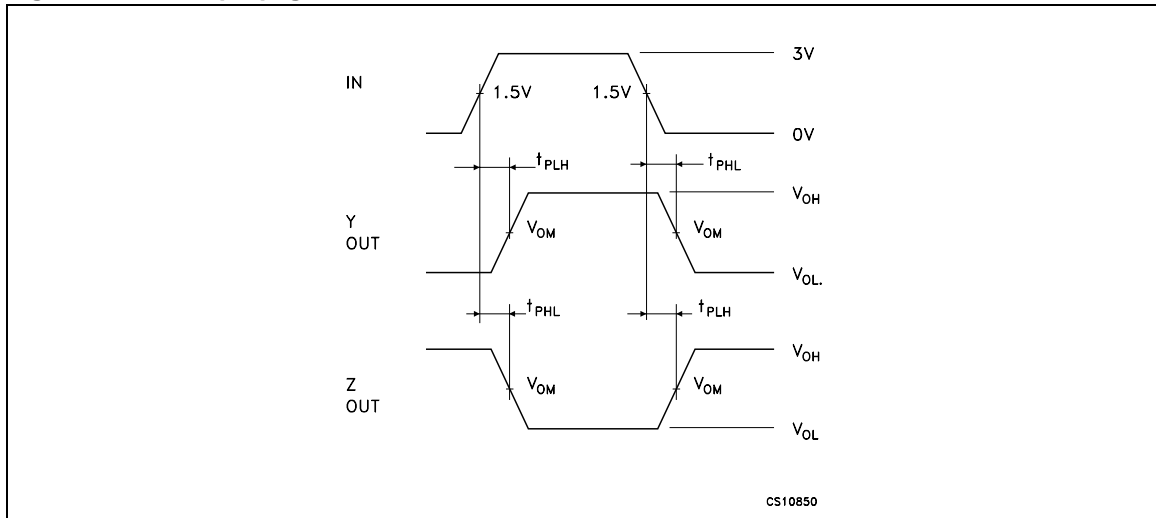 3V
IN
1.5V 1.5V
0V
tPLH tPHL
VOH
Y
OUT
VOM VOM
VOL.
tPHL tPLH
VOH
Z
OUT
VOM VOM
VOL
CS10850